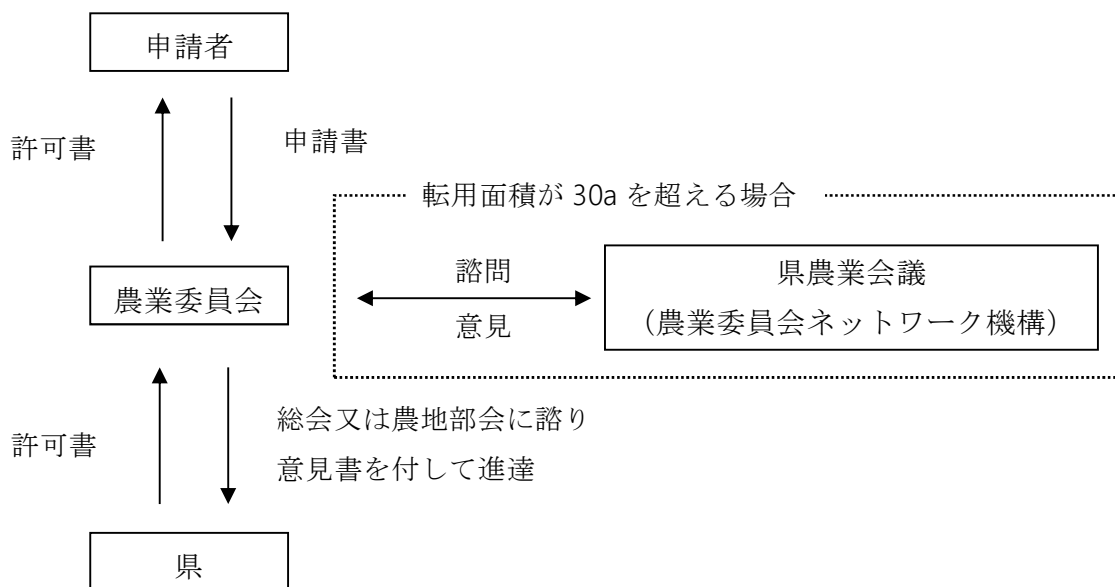 申請者
許可書
申請書
転用面積が 30a を超える場合
諮問
意見
県農業会議
（農業委員会ネットワーク機構）
農業委員会
許可書
総会又は農地部会に諮り
意見書を付して進達
県